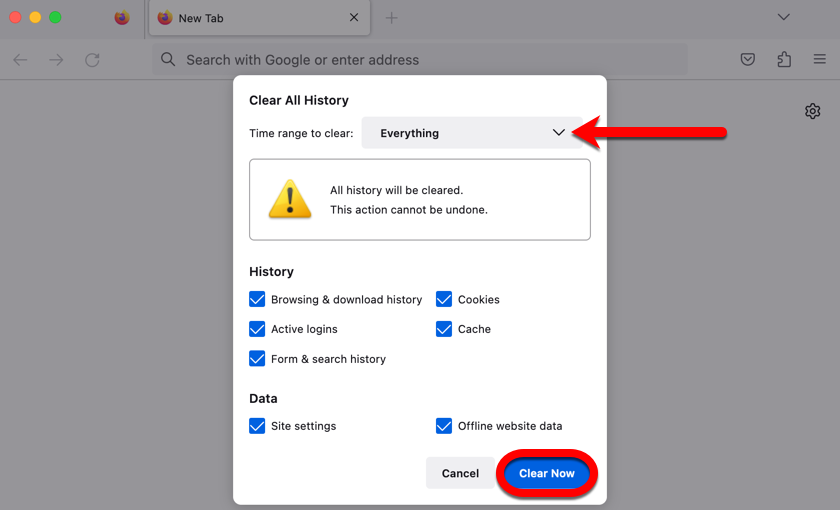 New Tab
Search with Google or enter address
Clear All History
Time range to clear: Everything
All history will be cleared.
This action cannot be undone.
History
Browsing & download history Cookies
Active logins Cache
Form & search history
Data
Site settings Offline website data
Cancel Clear Now